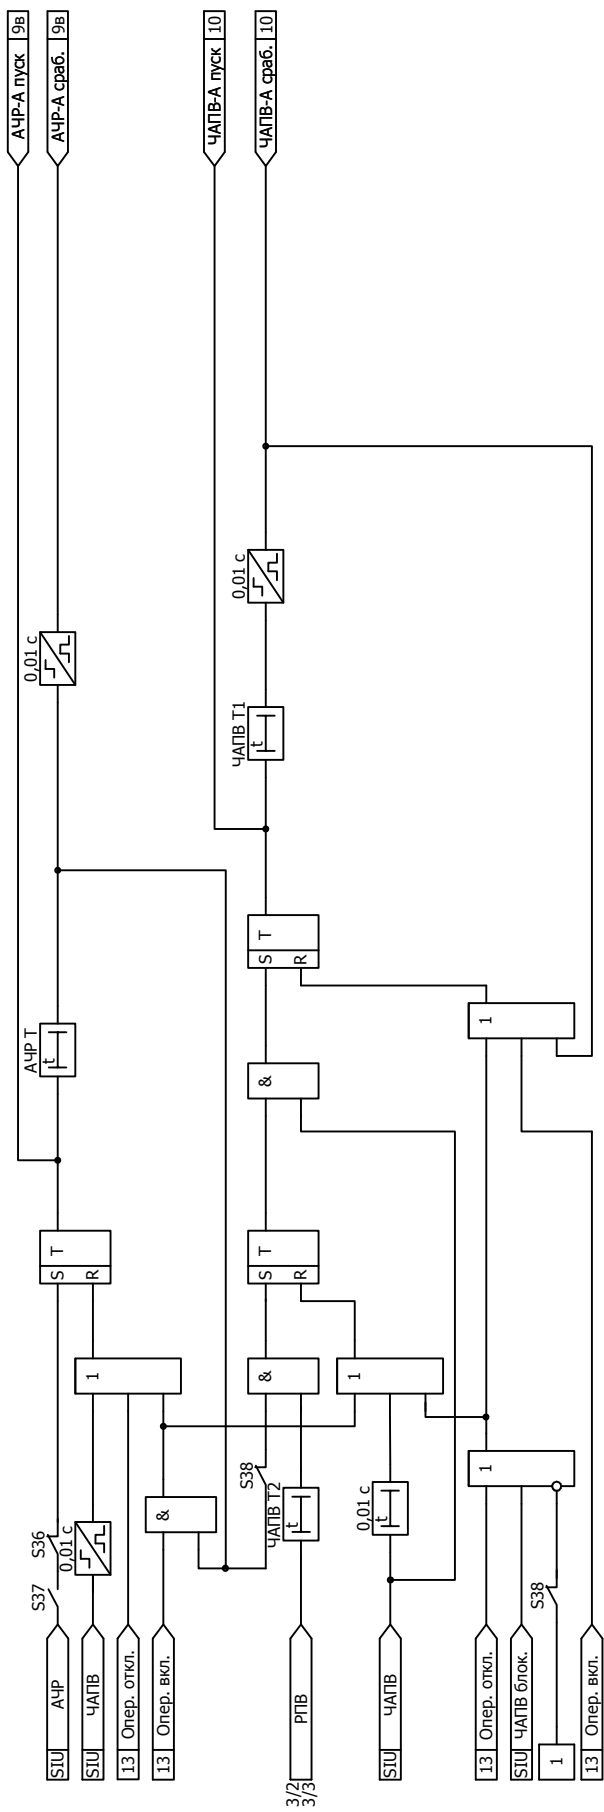 АЧР-А пуск 9в
АЧР-А сраб. 9в
ЧАПВ-А пуск 10
ЧАПВ-А сраб. 10
0,01 с
0,01 с
ЧАПВ Т1
t
АЧР Т
t
S T
R
1
&
S T
R
S T
R
1
&
1
&
S38
ЧАПВ Т2
t
0,01 с
t
1
S36
0,01 с
S37
S38
SIU АЧР
SIU ЧАПВ
13 Опер. откл.
13 Опер. вкл.
3/2
3/3
РПВ
SIU ЧАПВ
13 Опер. откл.
SIU ЧАПВ блок.
1
13 Опер. вкл.